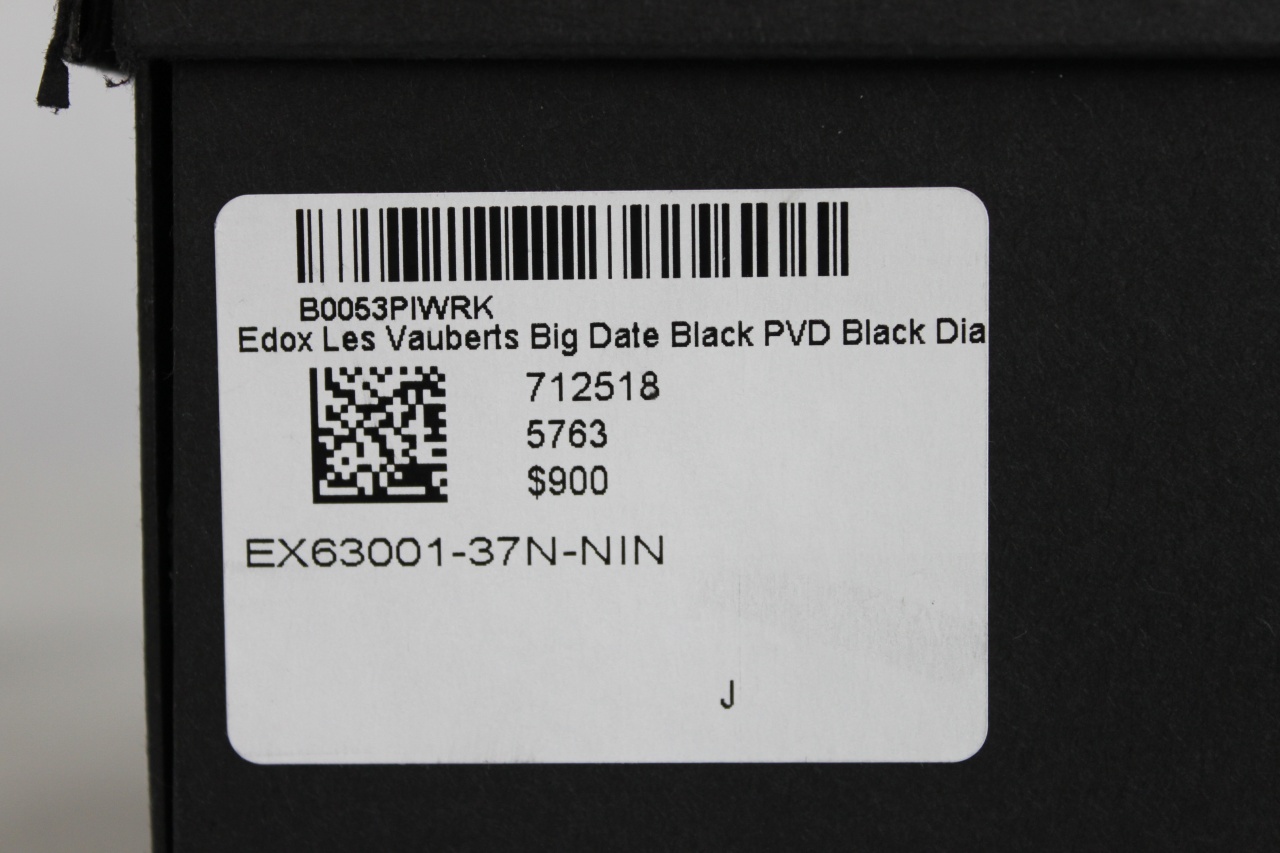 B0053PIWRK
Edox Les Vauberts Big Date Black PVD Black Dia
712518
5763
$900
EX63001-37N-NIN
J